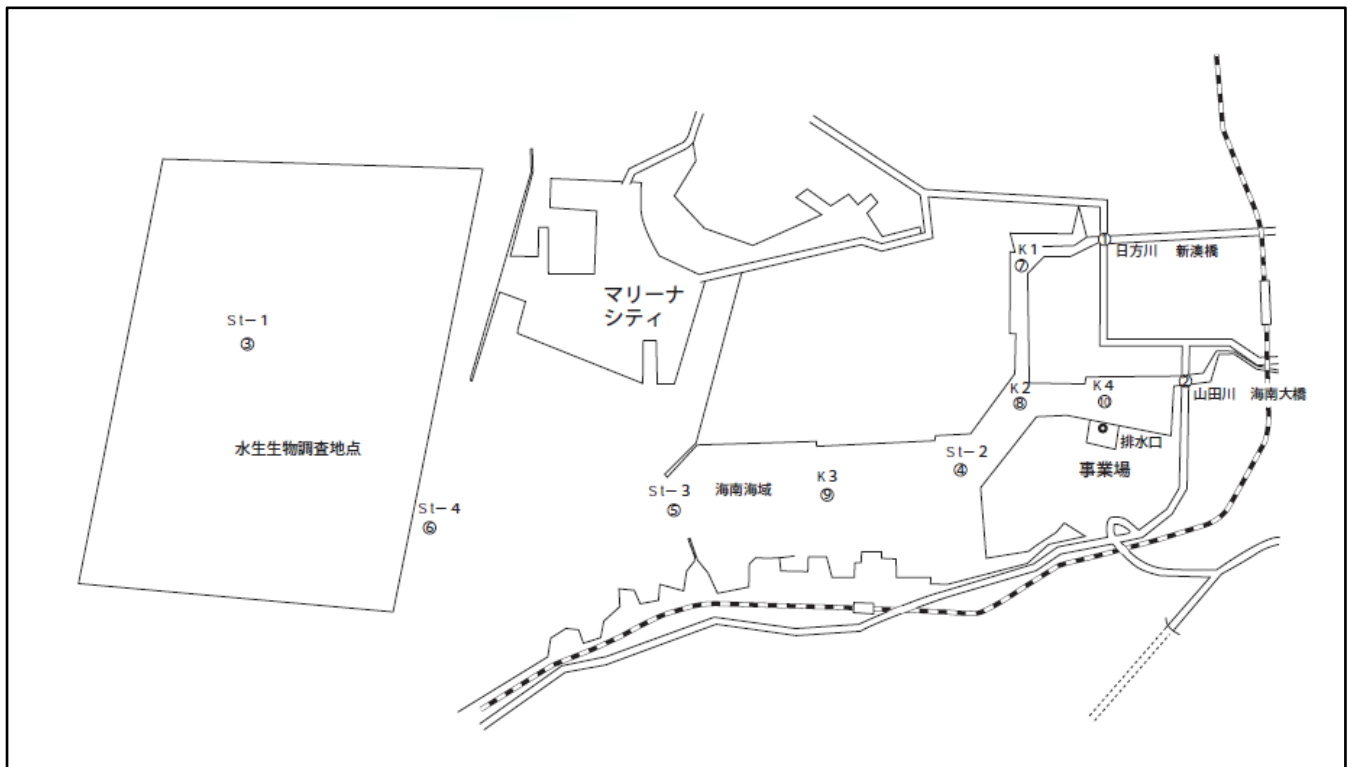 K1
⑦
①
日方川 新湊橋
マリーナ
シティ
St-1
③
K2
⑧
K4
⑩
②
山田川 海南大橋
排水口
事業場
St-2
④
水生生物調査地点
K3
⑨
St-3
⑤
海南海域
St-4
⑥